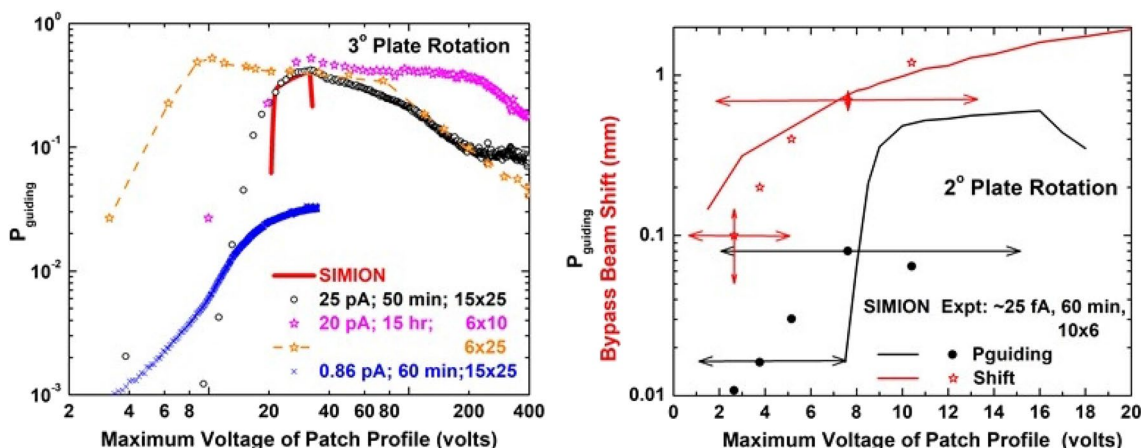 10⁰
10⁻¹
10⁻²
10⁻³
P guiding
3° Plate Rotation
SIMION
25 pA; 50 min; 15x25
20 pA; 15 hr; 6x10
6x25
0.86 pA; 60 min;15x25
2 4 6 8 10 20 40 60 80 200 400
Maximum Voltage of Patch Profile (volts)
P guiding
Bypass Beam Shift (mm)
1
0.1
0.01
2° Plate Rotation
SIMION Expt: ~25 fA, 60 min,
10x6
Pguiding
Shift
0 2 4 6 8 10 12 14 16 18 20
Maximum Voltage of Patch Profile (volts)